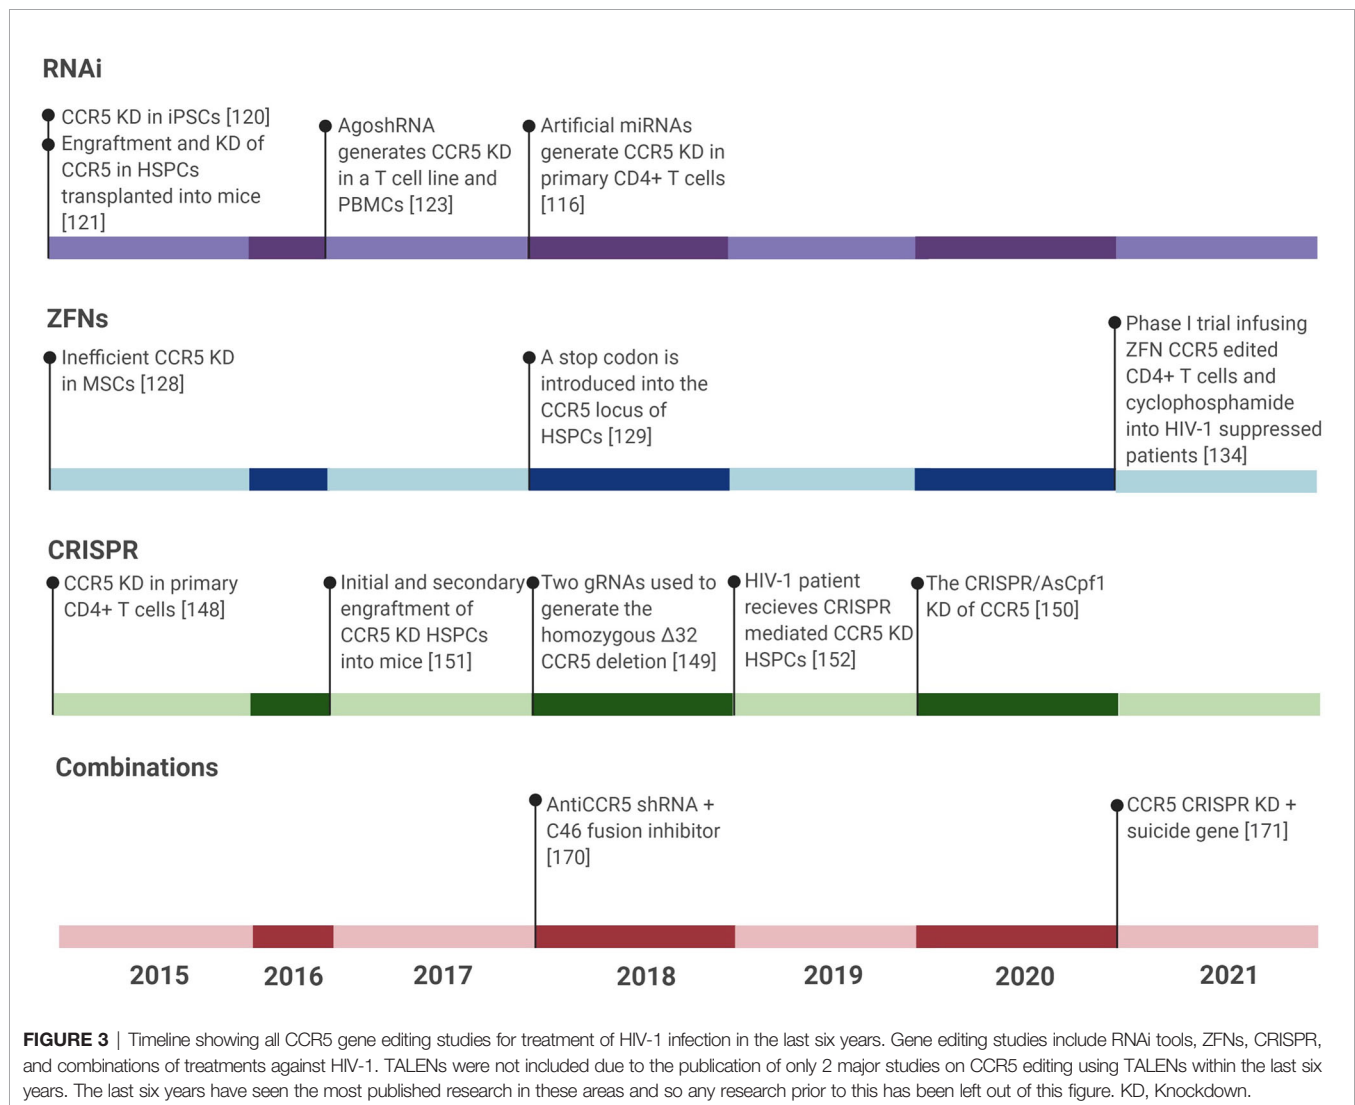 RNAi
CCR5 KD in iPSCs [120]
Engraftment and KD of
CCR5 in HSPCs
transplanted into mice
[121]
AgoshRNA
generates CCR5 KD
in a T cell line and
PBMCs [123]
Artificial miRNAs
generate CCR5 KD in
primary CD4+ T cells
[116]
ZFNs
Inefficient CCR5 KD
in MSCs [128]
A stop codon is
introduced into the
CCR5 locus of
HSPCs [129]
Phase I trial infusing
ZFN CCR5 edited
CD4+ T cells and
cyclophosphamide
into HIV-1 suppressed
patients [134]
CRISPR
CCR5 KD in primary
CD4+ T cells [148]
Initial and secondary
engraftment of
CCR5 KD HSPCs
into mice [151]
Two gRNAs used to
generate the
homozygous Δ32
CCR5 deletion [149]
HIV-1 patient
recieves CRISPR
mediated CCR5 KD
HSPCs [152]
The CRISPR/AsCpf1
KD of CCR5 [150]
Combinations
AntiCCR5 shRNA +
C46 fusion inhibitor
[170]
CCR5 CRISPR KD +
suicide gene [171]
2015 2016 2017 2018 2019 2020 2021
FIGURE 3 | Timeline showing all CCR5 gene editing studies for treatment of HIV-1 infection in the last six years. Gene editing studies include RNAi tools, ZFNs, CRISPR,
and combinations of treatments against HIV-1. TALENs were not included due to the publication of only 2 major studies on CCR5 editing using TALENs within the last six
years. The last six years have seen the most published research in these areas and so any research prior to this has been left out of this figure. KD, Knockdown.